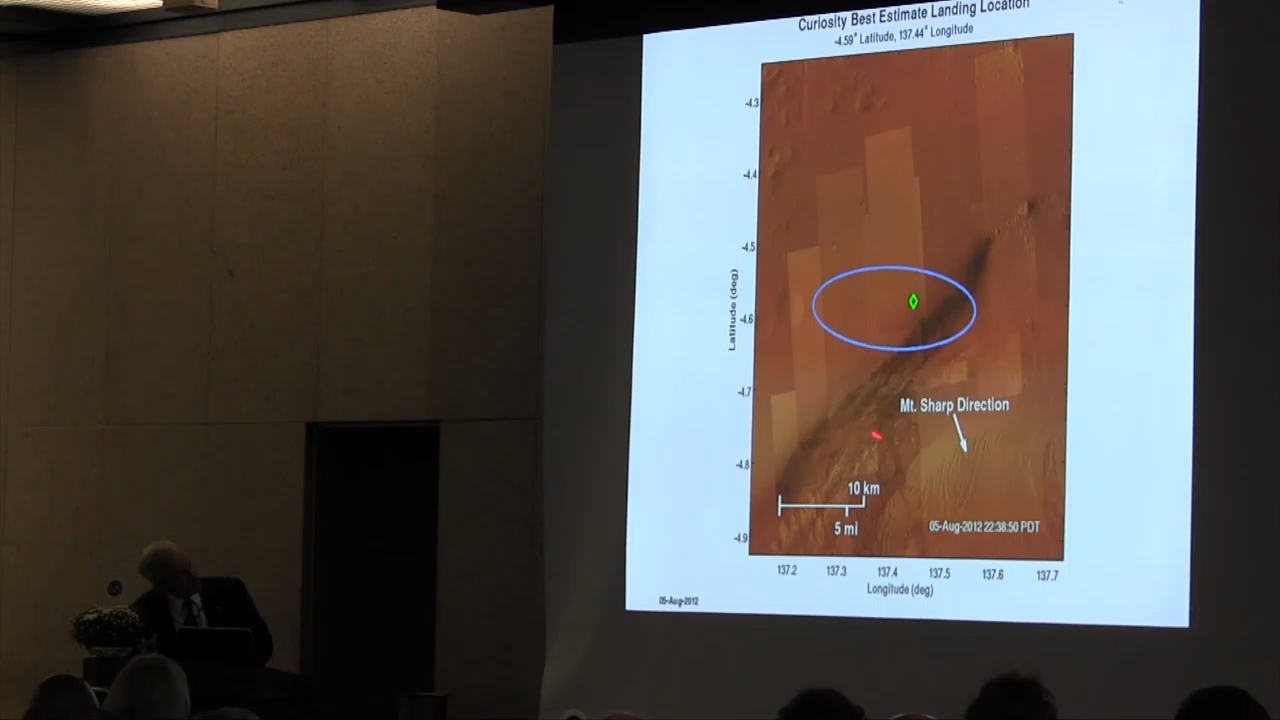 Curiosity Best Estimate Landing Location
-4.59° Latitude, 137.44° Longitude
-4.3
-4.4
-4.5
-4.6
-4.7
-4.8
-4.9
Latitude (deg)
Mt. Sharp Direction
10 km
5 mi
05-Aug-2012 22:38:50 PDT
137.2 137.3 137.4 137.5 137.6 137.7
Longitude (deg)
05-Aug-2012